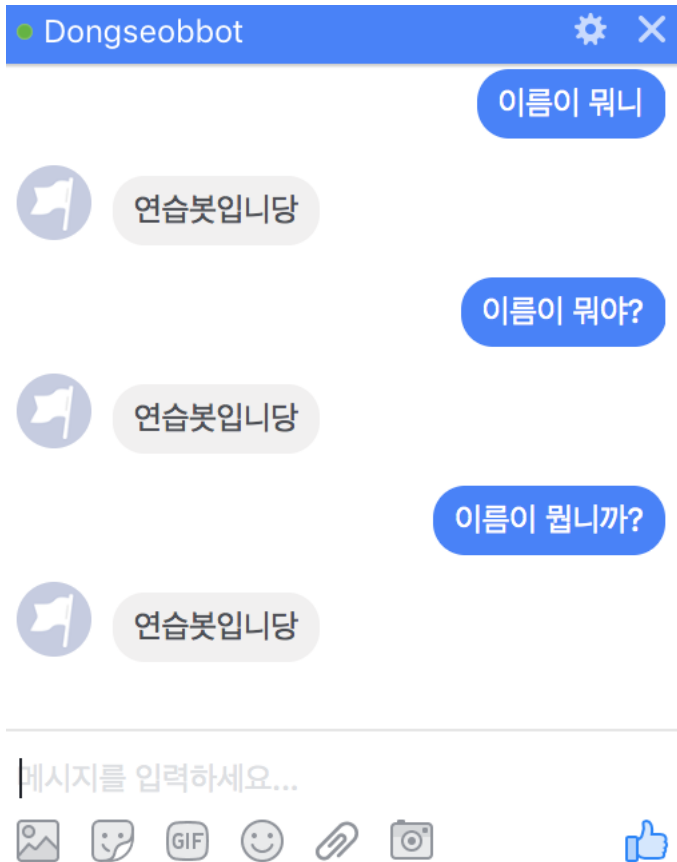 Dongseobbot
이름이 뭐니
연습봇입니당
이름이 뭐야?
연습봇입니당
이름이 뭡니까?
연습봇입니당
메시지를 입력하세요...
GIF